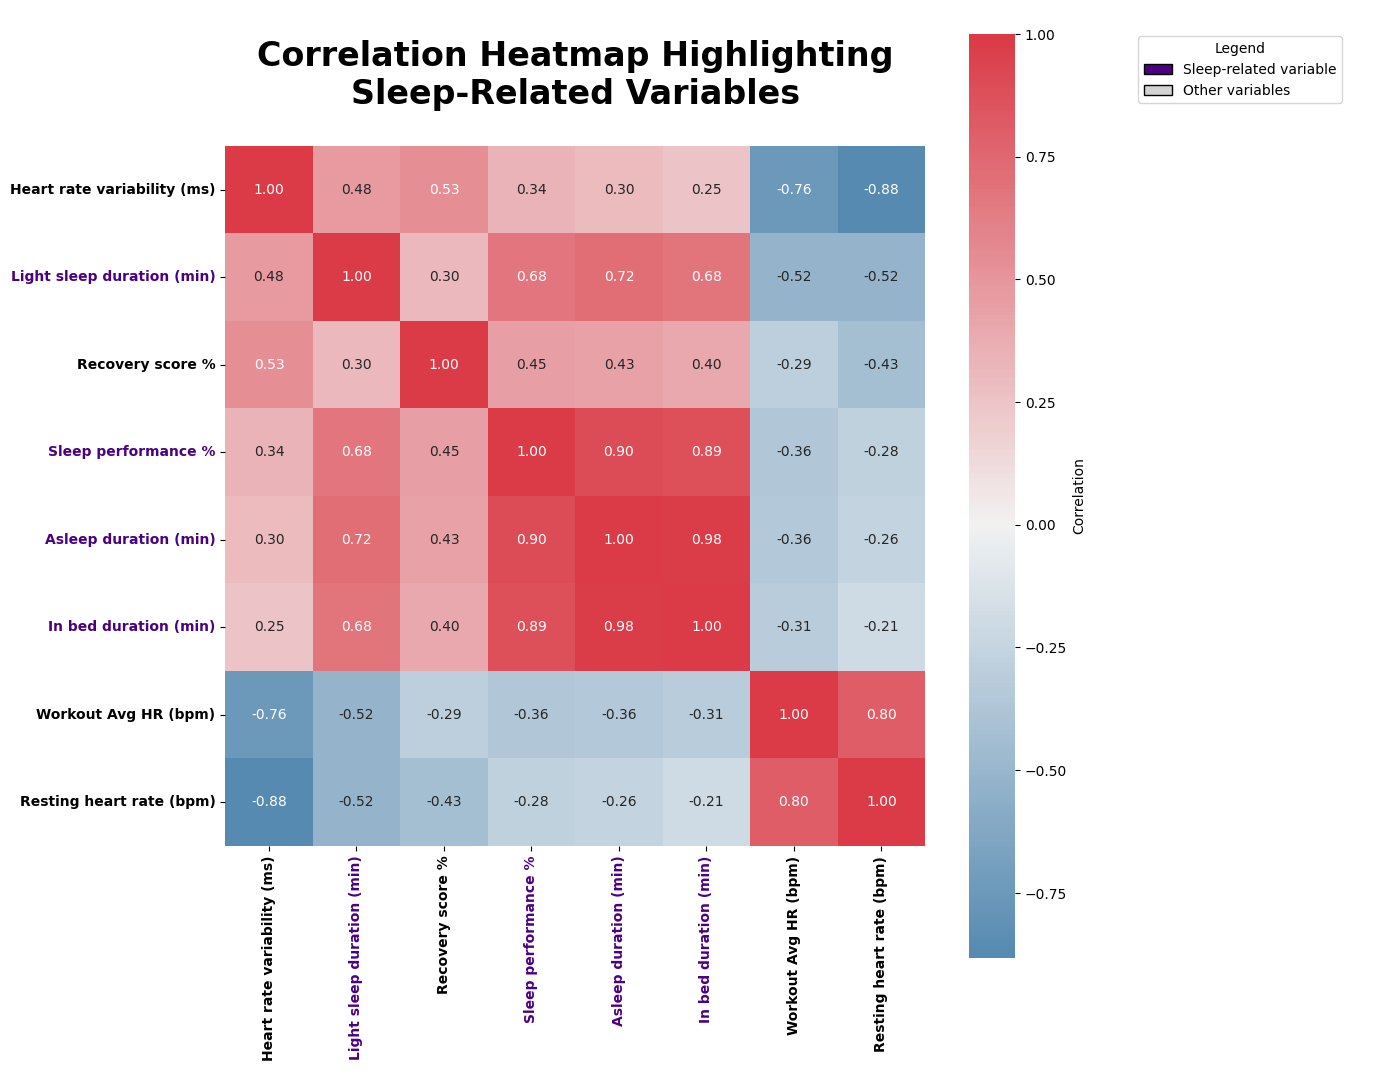 Correlation Heatmap Highlighting
Sleep-Related Variables
Heart rate variability (ms) 1.00 0.48 0.53 0.34 0.30 0.25 -0.76 -0.88
Light sleep duration (min) 0.48 1.00 0.30 0.68 0.72 0.68 -0.52 -0.52
Recovery score % 0.53 0.30 1.00 0.45 0.43 0.40 -0.29 -0.43
Sleep performance % 0.34 0.68 0.45 1.00 0.90 0.89 -0.36 -0.28
Asleep duration (min) 0.30 0.72 0.43 0.90 1.00 0.98 -0.36 -0.26
In bed duration (min) 0.25 0.68 0.40 0.89 0.98 1.00 -0.31 -0.21
Workout Avg HR (bpm) -0.76 -0.52 -0.29 -0.36 -0.36 -0.31 1.00 0.80
Resting heart rate (bpm) -0.88 -0.52 -0.43 -0.28 -0.26 -0.21 0.80 1.00
Heart rate variability (ms)
Light sleep duration (min)
Recovery score %
Sleep performance %
Asleep duration (min)
In bed duration (min)
Workout Avg HR (bpm)
Resting heart rate (bpm)
1.00
0.75
0.50
0.25
0.00
−0.25
−0.50
−0.75
Correlation
Legend
Sleep-related variable
Other variables